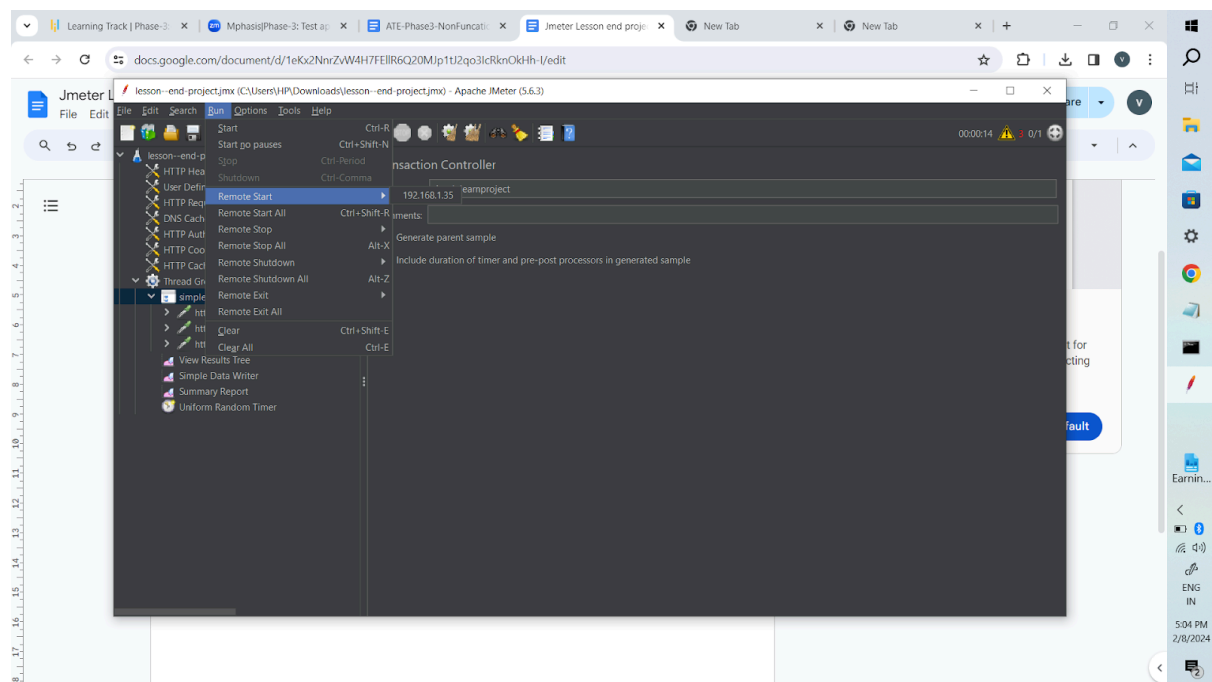 Learning Track | Phase-3:
Mphasis|Phase-3: Test ap
ATE-Phase3-NonFuncatic
Jmeter Lesson end proje
New Tab
New Tab
docs.google.com/document/d/1eKx2NnrZvW4H7FEllR6Q20MJp1tJ2qo3IcRknOkHh-I/edit
Jmeter L
File Edit
lesson--end-project.jmx (C:\Users\HP\Downloads\lesson--end-project.jmx) - Apache JMeter (5.6.3)
File Edit Search Run Options Tools Help
00:00:14 3 0/1
Start Ctrl-R
Start no pauses Ctrl+Shift-N
Stop Ctrl-Period
Shutdown Ctrl-Comma
Remote Start 192.168.1.35
Remote Start All Ctrl+Shift-R
Remote Stop
Remote Stop All Alt-X
Remote Shutdown
Remote Shutdown All Alt-Z
Remote Exit
Remote Exit All
Clear Ctrl+Shift-E
Clear All Ctrl-E
lesson--end-p
HTTP Hea
User Defin
HTTP Requ
DNS Cach
HTTP Auth
HTTP Coo
HTTP Cach
Thread Gro
simple
htt
htt
htt
View Results Tree
Simple Data Writer
Summary Report
Uniform Random Timer
nsaction Controller
eamproject
mments:
Generate parent sample
Include duration of timer and pre-post processors in generated sample
are
V
t for
cting
fault
Earnin...
ENG
IN
5:04 PM
2/8/2024
2